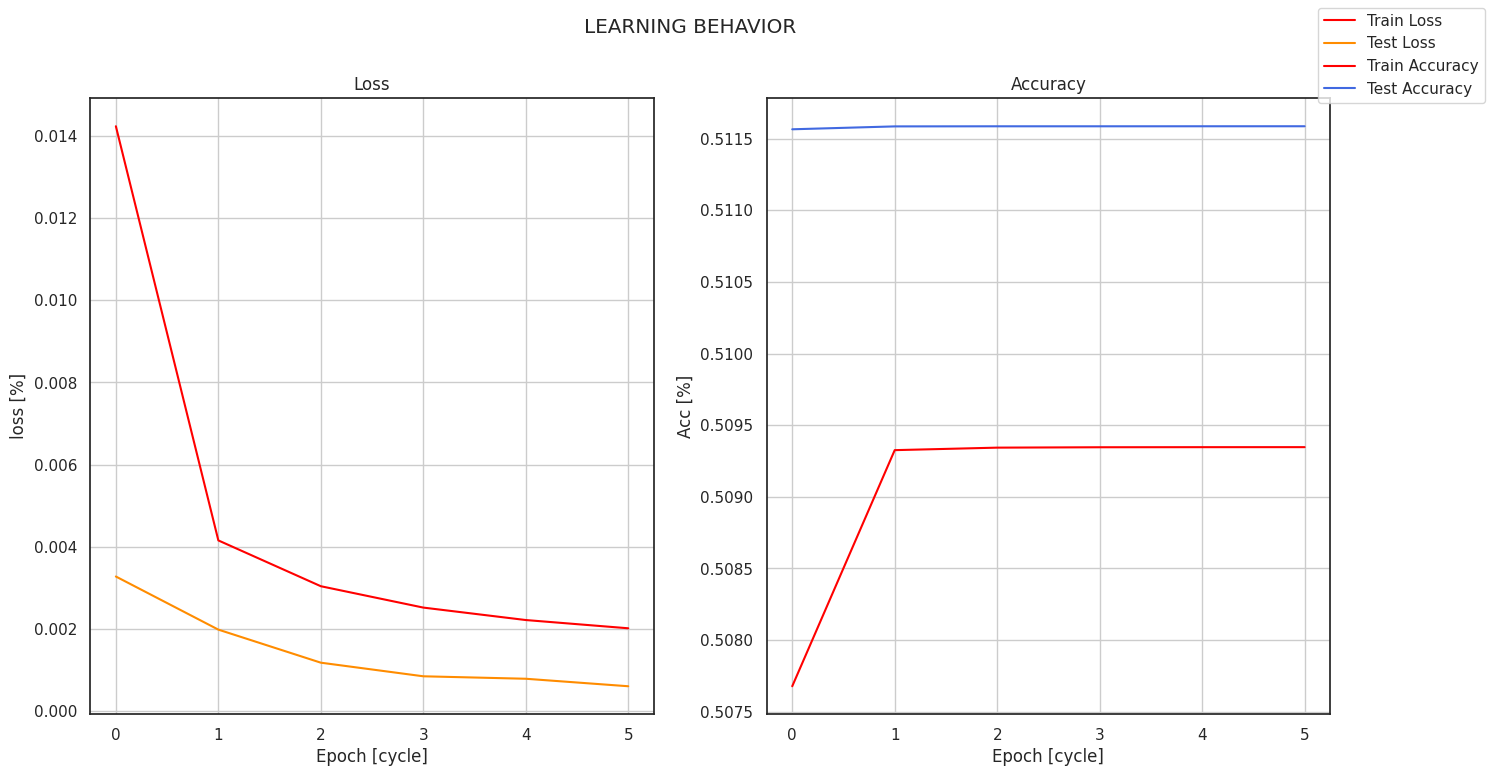 LEARNING BEHAVIOR
Train Loss
Test Loss
Train Accuracy
Test Accuracy
Loss
0.014
0.012
0.010
0.008
0.006
0.004
0.002
0.000
loss [%]
0 1 2 3 4 5
Epoch [cycle]
Accuracy
0.5115
0.5110
0.5105
0.5100
0.5095
0.5090
0.5085
0.5080
0.5075
Acc [%]
0 1 2 3 4 5
Epoch [cycle]